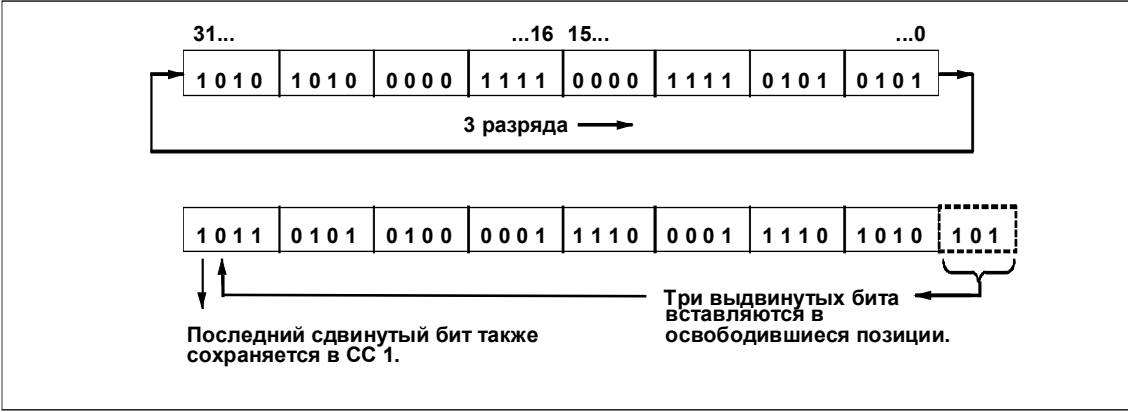 31... ...16 15... ...0
1010 1010 0000 1111 0000 1111 0101 0101
3 разряда
1011 0101 0100 0001 1110 0001 1110 1010 101
Три выдвинутых бита
вставляются в
освободившиеся позиции.
Последний сдвинутый бит также
сохраняется в CC 1.